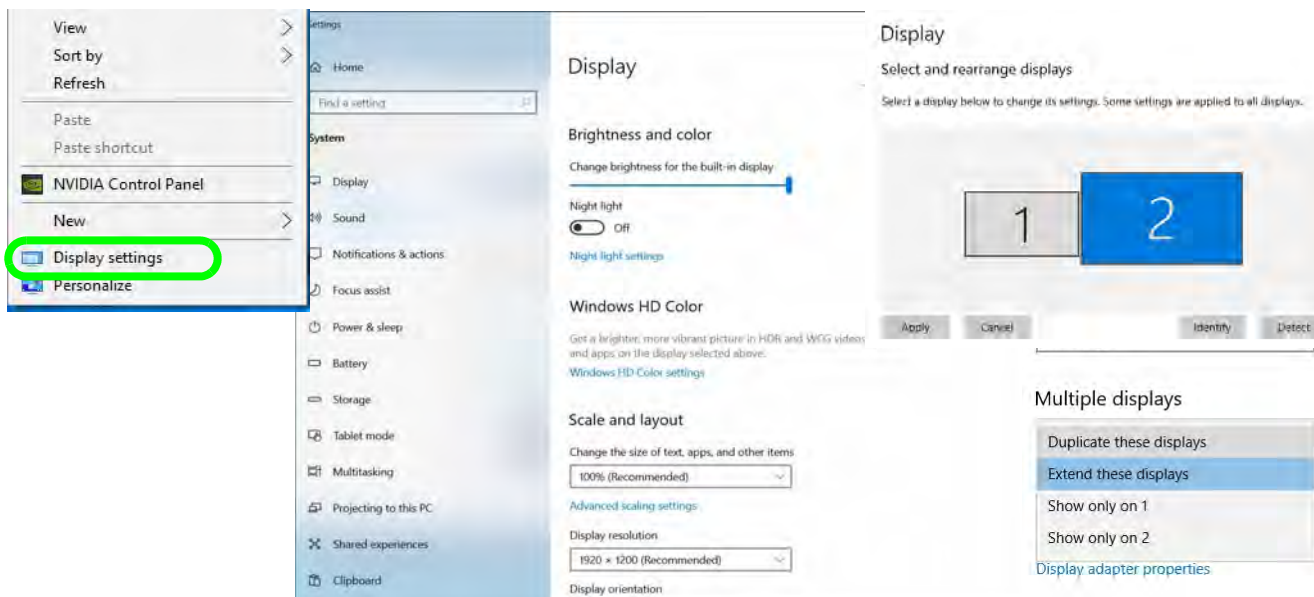 View
Sort by
Refresh
Paste
Paste shortcut
NVIDIA Control Panel
New
Display settings
Personalize
Settings
Home
Find a setting
System
Display
Sound
Notifications & actions
Focus assist
Power & sleep
Battery
Storage
Tablet mode
Multitasking
Projecting to this PC
Shared experiences
Clipboard
Display
Brightness and color
Change brightness for the built-in display
Night light
Off
Night light settings
Windows HD Color
Get a brighter, more vibrant picture in HDR and WCG videos
and apps on the display selected above.
Windows HD Color settings
Scale and layout
Change the size of text, apps, and other items
100% (Recommended)
Advanced scaling settings
Display resolution
1920 × 1200 (Recommended)
Display orientation
Display
Select and rearrange displays
Select a display below to change its settings. Some settings are applied to all displays.
1
2
Apply
Cancel
Identify
Detect
Multiple displays
Duplicate these displays
Extend these displays
Show only on 1
Show only on 2
Display adapter properties